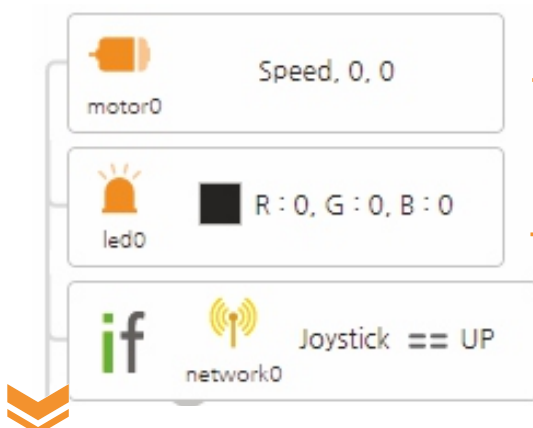 Speed, 0, 0
motor0
R : 0, G : 0, B : 0
led0
if
Joystick == UP
network0